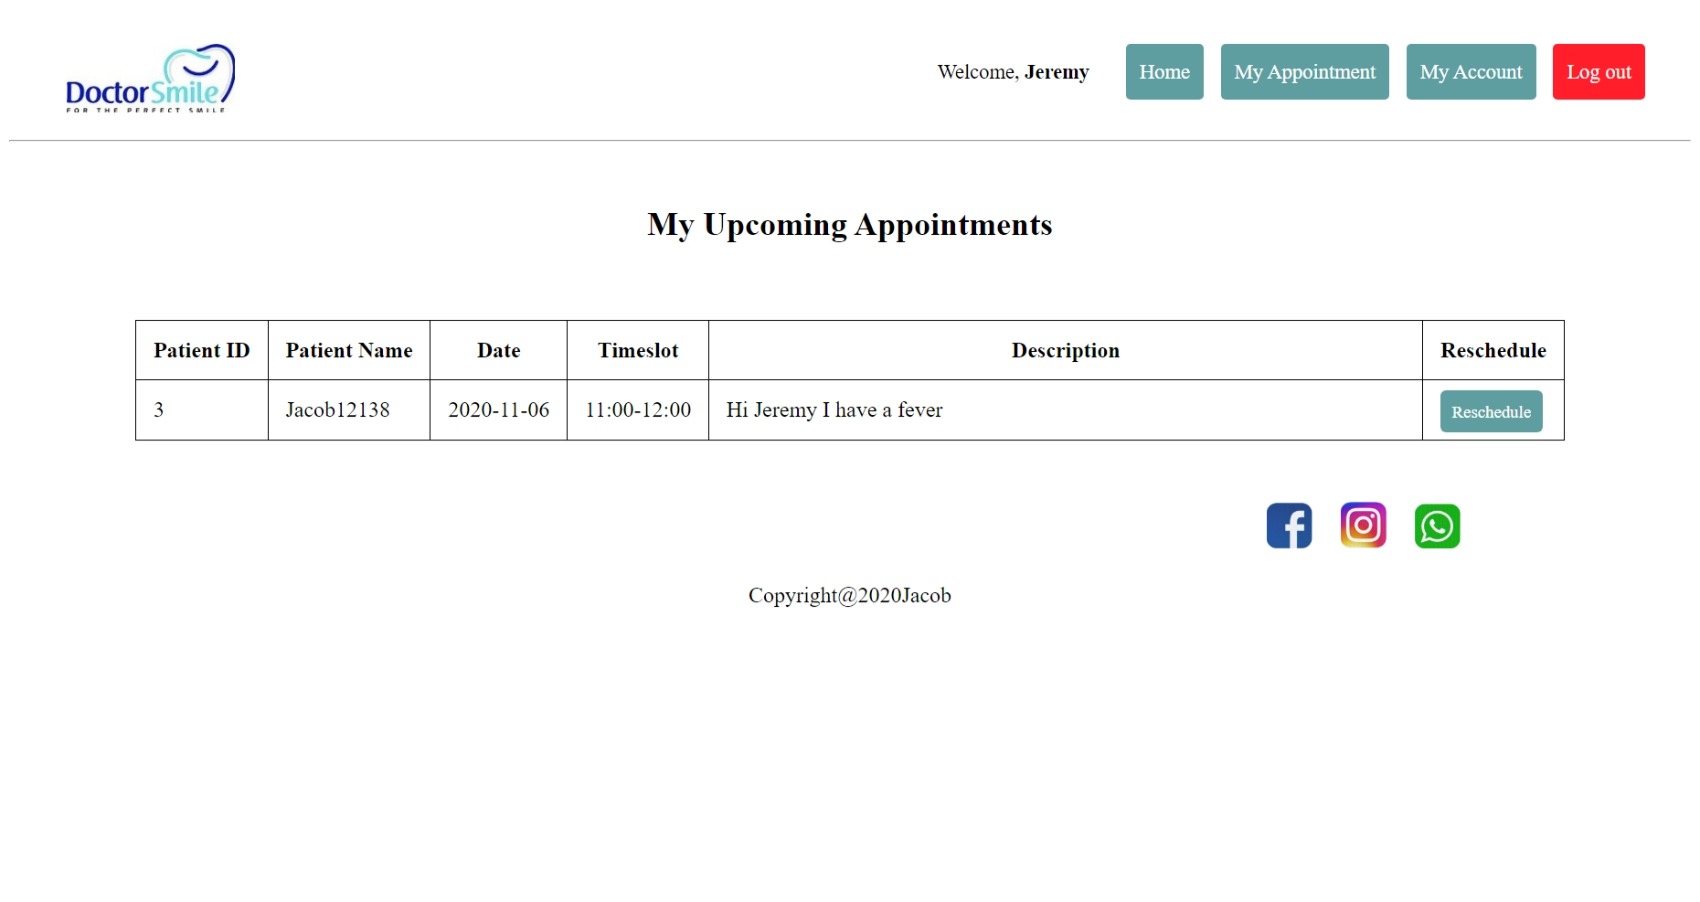 DoctorSmile
FOR THE PERFECT SMILE
Welcome, Jeremy
Home
My Appointment
My Account
Log out
My Upcoming Appointments
Patient ID Patient Name Date Timeslot Description Reschedule
3 Jacob12138 2020-11-06 11:00-12:00 Hi Jeremy I have a fever Reschedule
Copyright@2020Jacob